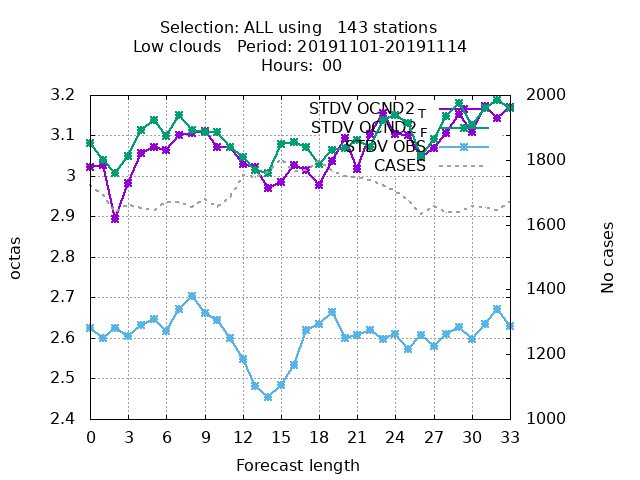 Selection: ALL using 143 stations
Low clouds Period: 20191101-20191114
Hours: 00
3.2
3.1
3
2.9
2.8
2.7
2.6
2.5
2.4
octas
STDV OCND2 T
STDV OCND2 F
STDV OBS
CASES
2000
1800
1600
1400
1200
1000
No cases
0 3 6 9 12 15 18 21 24 27 30 33
Forecast length